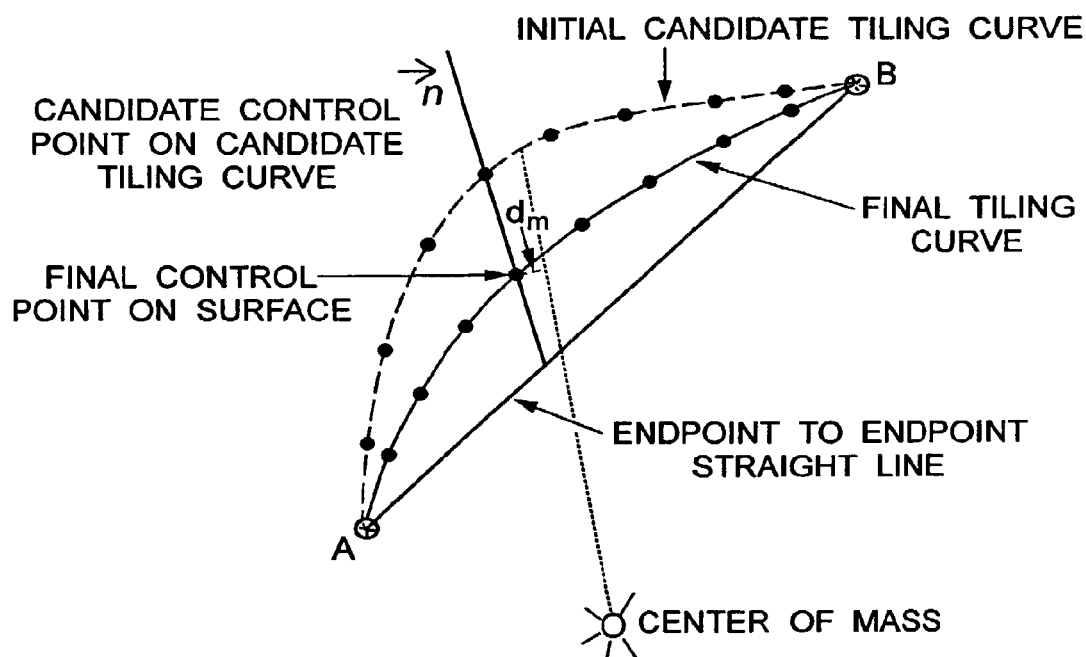 INITIAL CANDIDATE TILING CURVE
B
n
CANDIDATE CONTROL
POINT ON CANDIDATE
TILING CURVE
dm
FINAL TILING
CURVE
FINAL CONTROL
POINT ON SURFACE
ENDPOINT TO ENDPOINT
STRAIGHT LINE
A
CENTER OF MASS